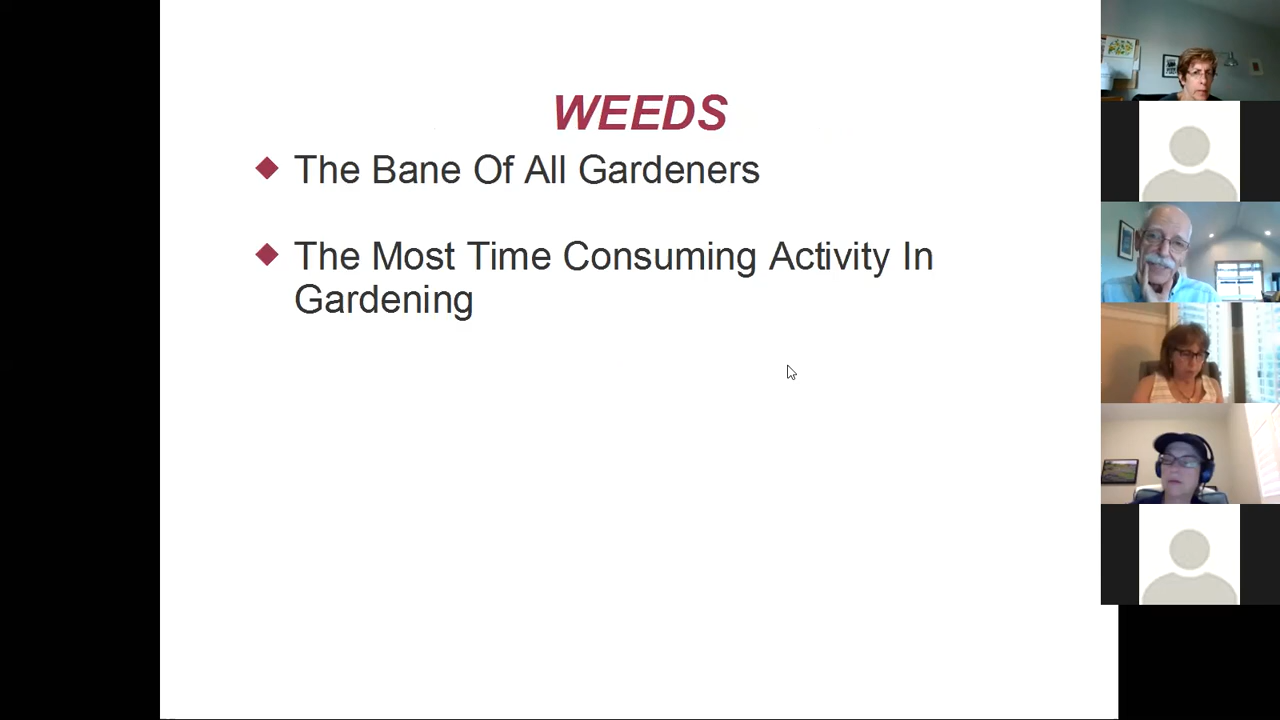 WEEDS
The Bane Of All Gardeners
The Most Time Consuming Activity In
Gardening